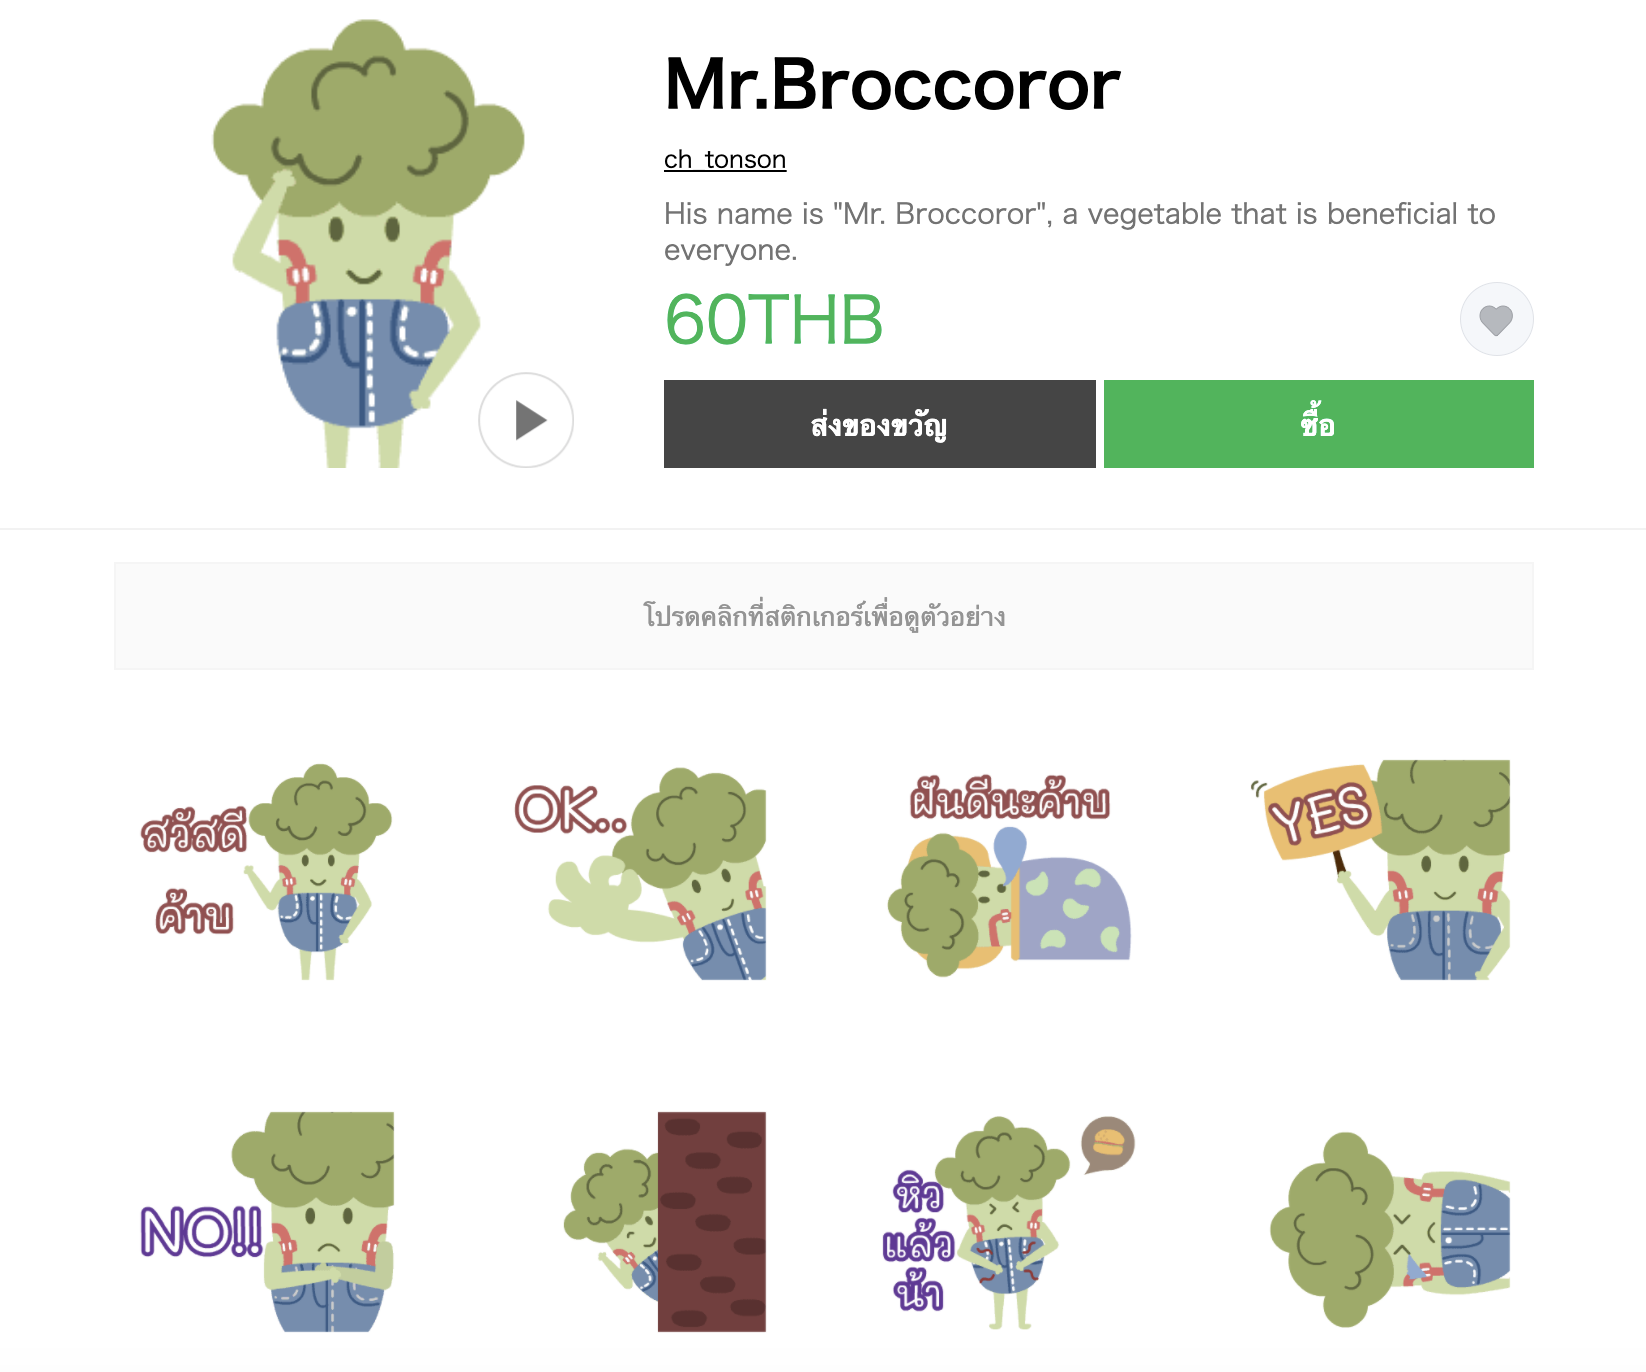 Mr.Broccoror
ch_tonson
His name is "Mr. Broccoror", a vegetable that is beneficial to
everyone.
60THB
ส่งของขวัญ
ซื้อ
โปรดคลิกที่สติกเกอร์เพื่อดูตัวอย่าง
สวัสดี
ค้าบ
OK..
ฝันดีนะค้าบ
YES
NO!!
หิว
แล้ว
น้า